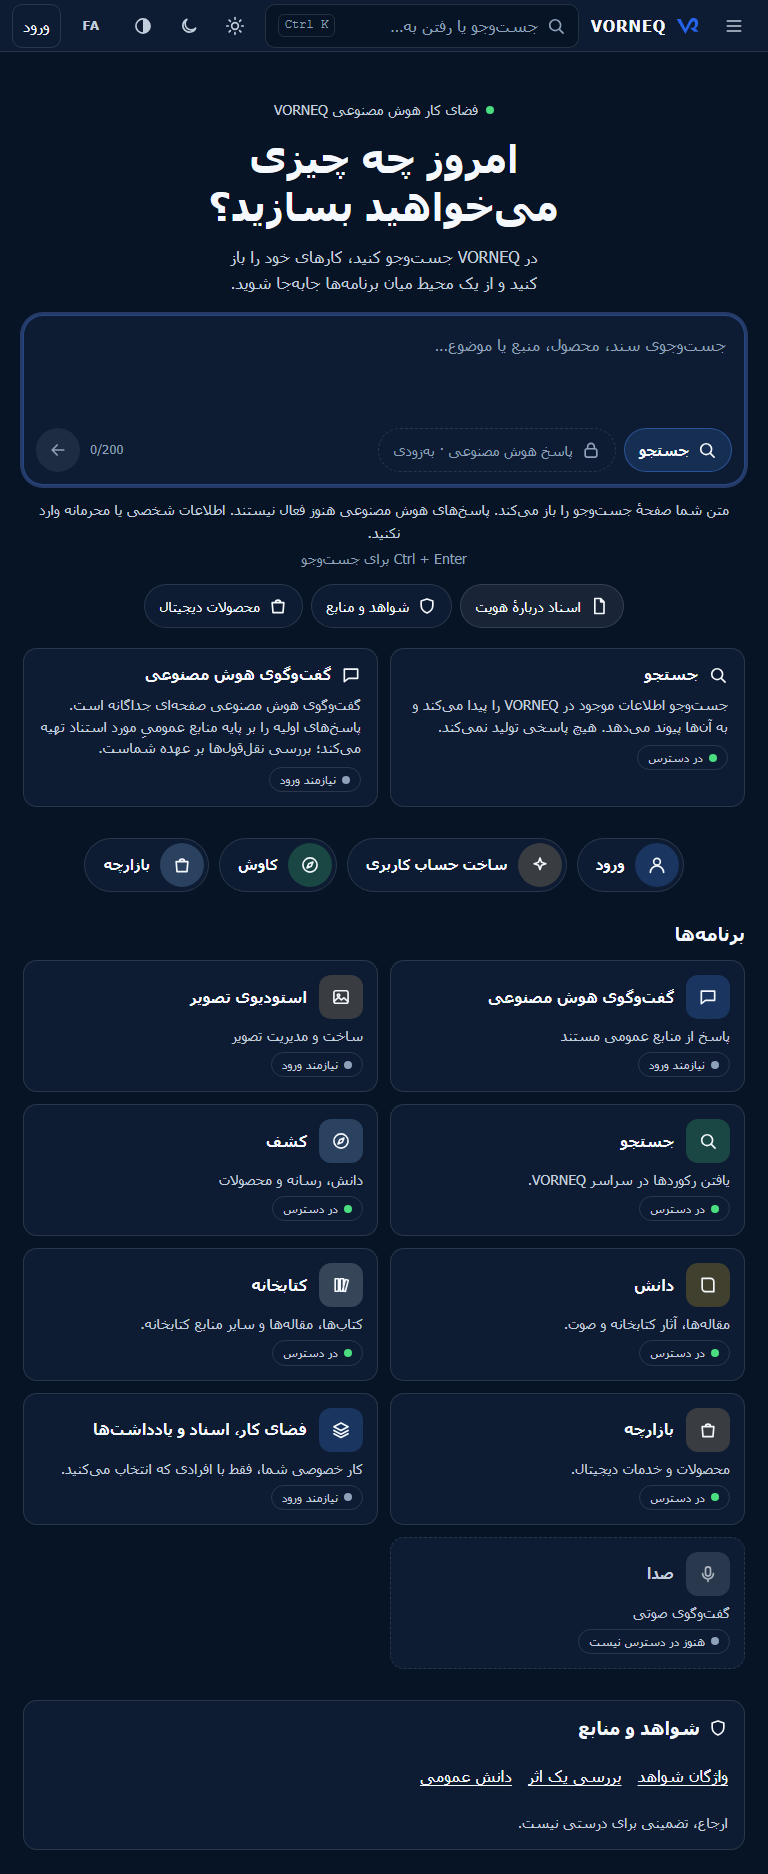 VORNEQ
جست‌وجو یا رفتن به...
Ctrl K
FA
ورود
فضای کار هوش مصنوعی VORNEQ
امروز چه چیزی
می‌خواهید بسازید؟
در VORNEQ جست‌وجو کنید، کارهای خود را باز
کنید و از یک محیط میان برنامه‌ها جابه‌جا شوید.
جست‌وجوی سند، محصول، منبع یا موضوع...
جستجو
پاسخ هوش مصنوعی · به‌زودی
0/200
متن شما صفحهٔ جست‌وجو را باز می‌کند. پاسخ‌های هوش مصنوعی هنوز فعال نیستند. اطلاعات شخصی یا محرمانه وارد
نکنید.
Ctrl + Enter برای جست‌وجو
اسناد دربارهٔ هویت
شواهد و منابع
محصولات دیجیتال
جستجو
جست‌وجو اطلاعات موجود در VORNEQ را پیدا می‌کند و
به آن‌ها پیوند می‌دهد. هیچ پاسخی تولید نمی‌کند.
در دسترس
گفت‌وگوی هوش مصنوعی
گفت‌وگوی هوش مصنوعی صفحه‌ای جداگانه است.
پاسخ‌های اولیه را بر پایه منابع عمومیِ مورد استناد تهیه
می‌کند؛ بررسی نقل‌قول‌ها بر عهده شماست.
نیازمند ورود
ورود
ساخت حساب کاربری
کاوش
بازارچه
برنامه‌ها
گفت‌وگوی هوش مصنوعی
پاسخ از منابع عمومی مستند
نیازمند ورود
استودیوی تصویر
ساخت و مدیریت تصویر
نیازمند ورود
جستجو
یافتن رکوردها در سراسر VORNEQ.
در دسترس
کشف
دانش، رسانه و محصولات
در دسترس
دانش
مقاله‌ها، آثار کتابخانه و صوت.
در دسترس
کتابخانه
کتاب‌ها، مقاله‌ها و سایر منابع کتابخانه.
در دسترس
بازارچه
محصولات و خدمات دیجیتال.
در دسترس
فضای کار، اسناد و یادداشت‌ها
کار خصوصی شما، فقط با افرادی که انتخاب می‌کنید.
نیازمند ورود
صدا
گفت‌وگوی صوتی
هنوز در دسترس نیست
شواهد و منابع
واژگان شواهد
بررسی یک اثر
دانش عمومی
ارجاع، تضمینی برای درستی نیست.